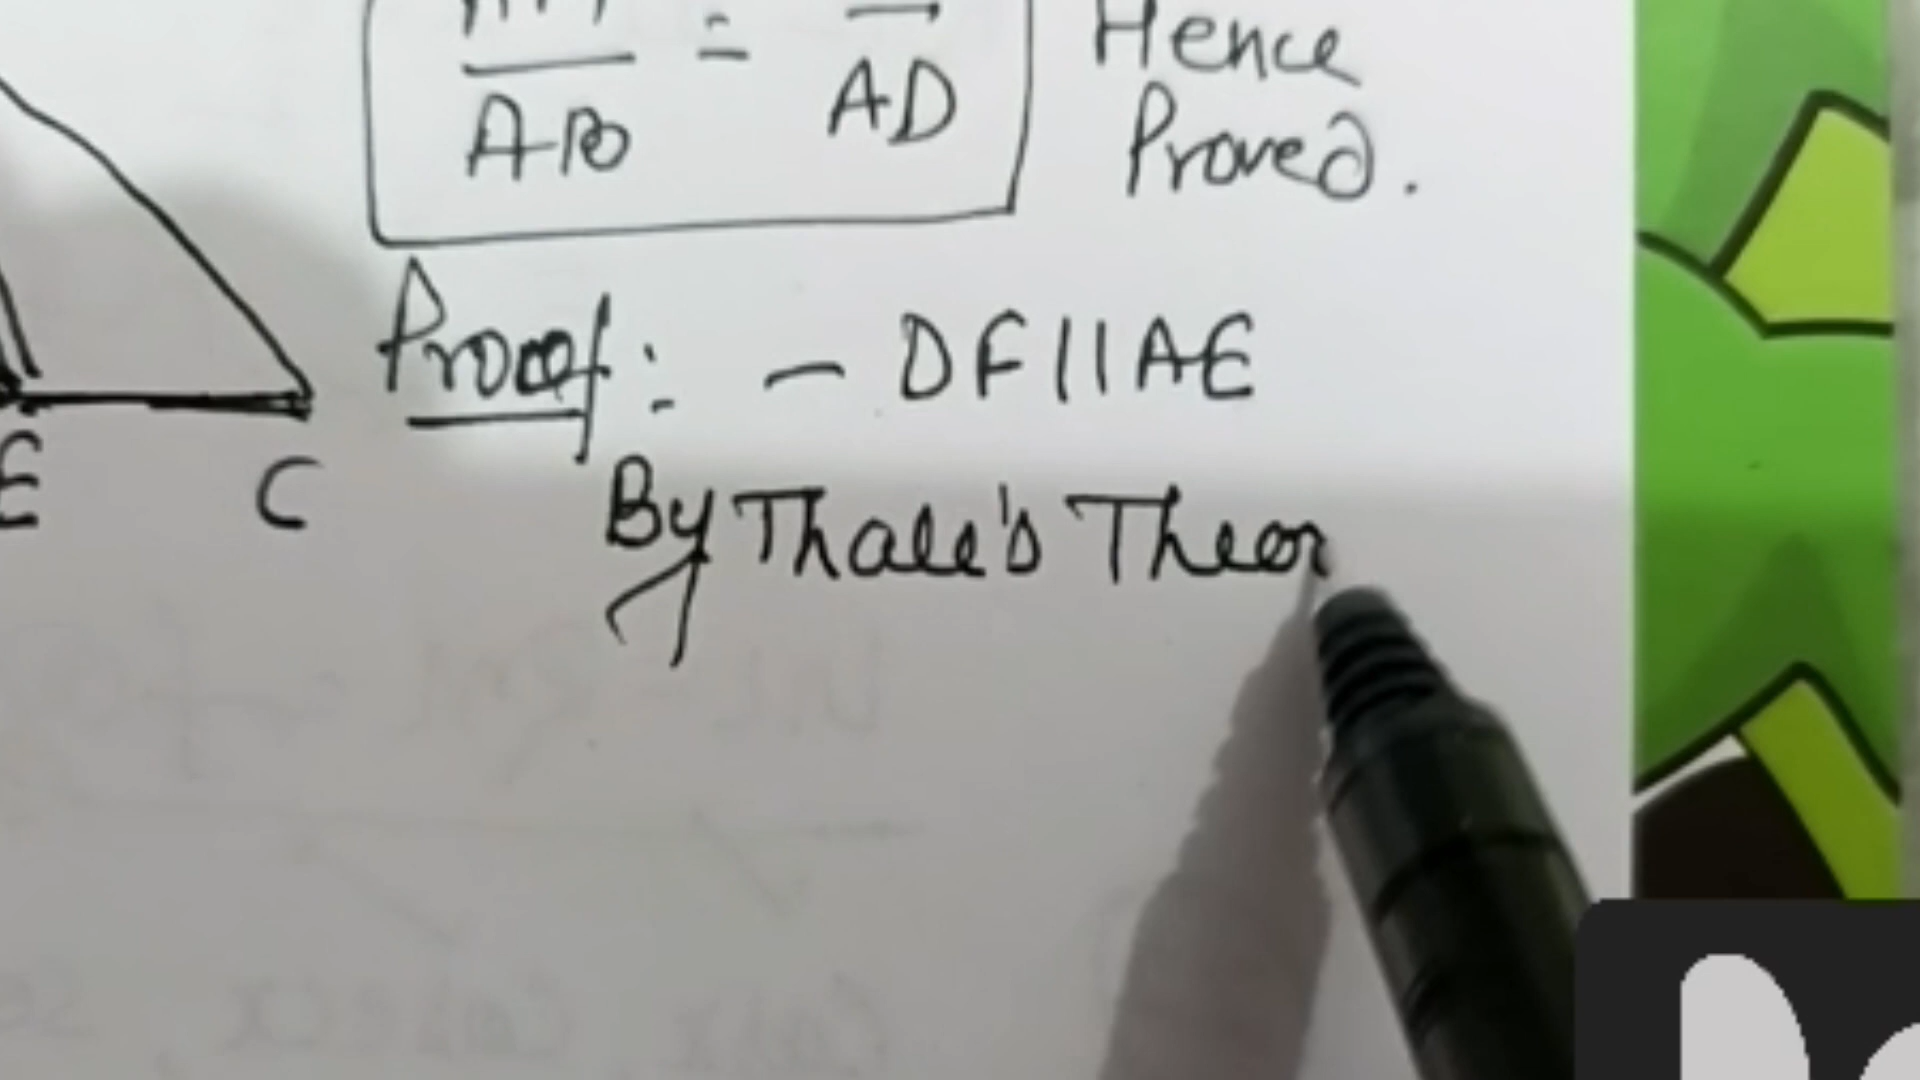 AB = AD
Hence
Proved.
Proof :- DF||AE
E
C
By Thale's Theor